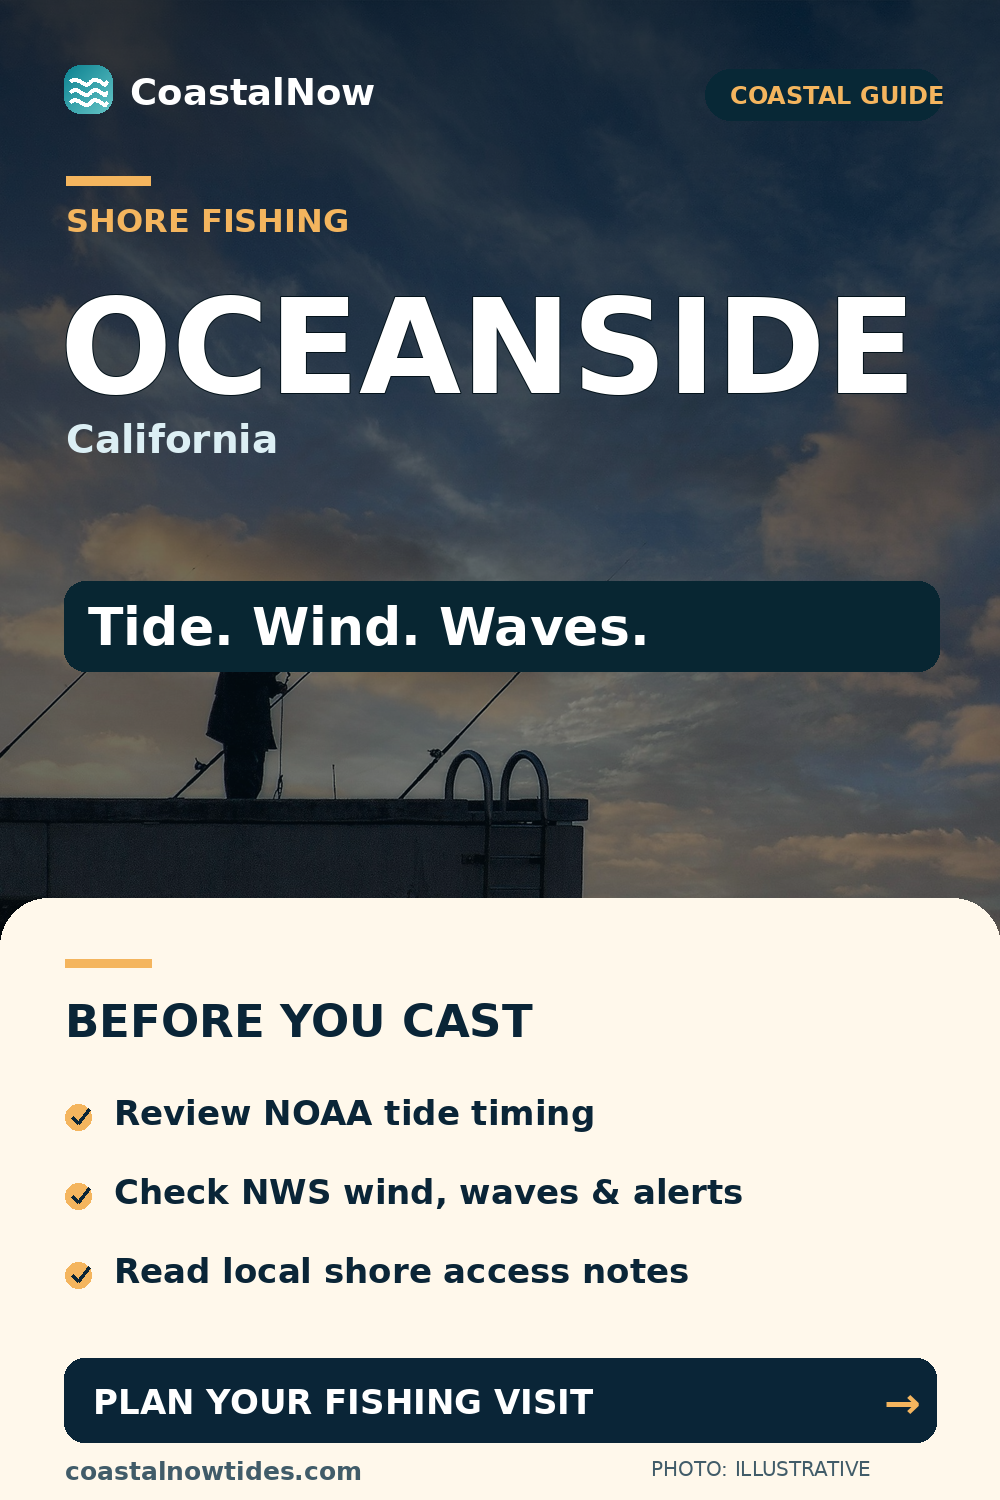 CoastalNow
COASTAL GUIDE
SHORE FISHING
OCEANSIDE
California
Tide. Wind. Waves.
BEFORE YOU CAST
Review NOAA tide timing
Check NWS wind, waves & alerts
Read local shore access notes
PLAN YOUR FISHING VISIT →
coastalnowtides.com
PHOTO: ILLUSTRATIVE